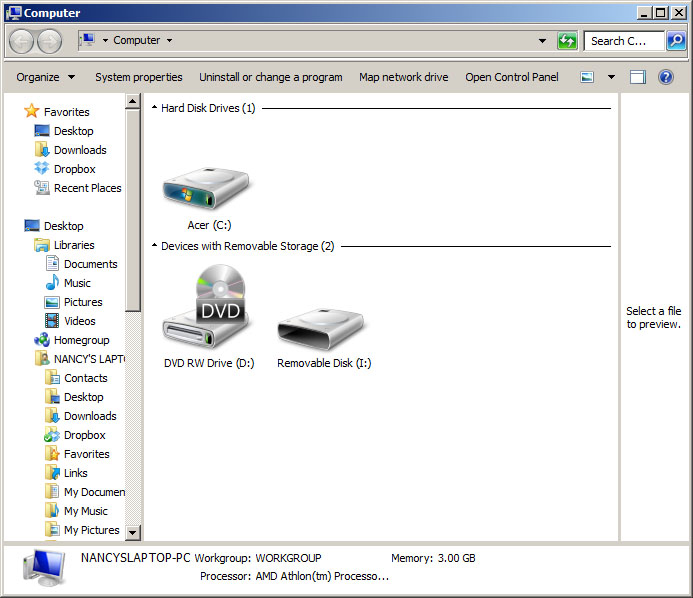 Computer
Computer
Search C...
Organize System properties Uninstall or change a program Map network drive Open Control Panel
Favorites
Desktop
Downloads
Dropbox
Recent Places
Desktop
Libraries
Documents
Music
Pictures
Videos
Homegroup
NANCY'S LAPT
Contacts
Desktop
Downloads
Dropbox
Favorites
Links
My Documen
My Music
My Pictures
Hard Disk Drives (1)
Acer (C:)
Devices with Removable Storage (2)
DVD
DVD RW Drive (D:) Removable Disk (I:)
Select a file
to preview.
NANCYSLAPTOP-PC Workgroup: WORKGROUP Memory: 3.00 GB
Processor: AMD Athlon(tm) Processo...